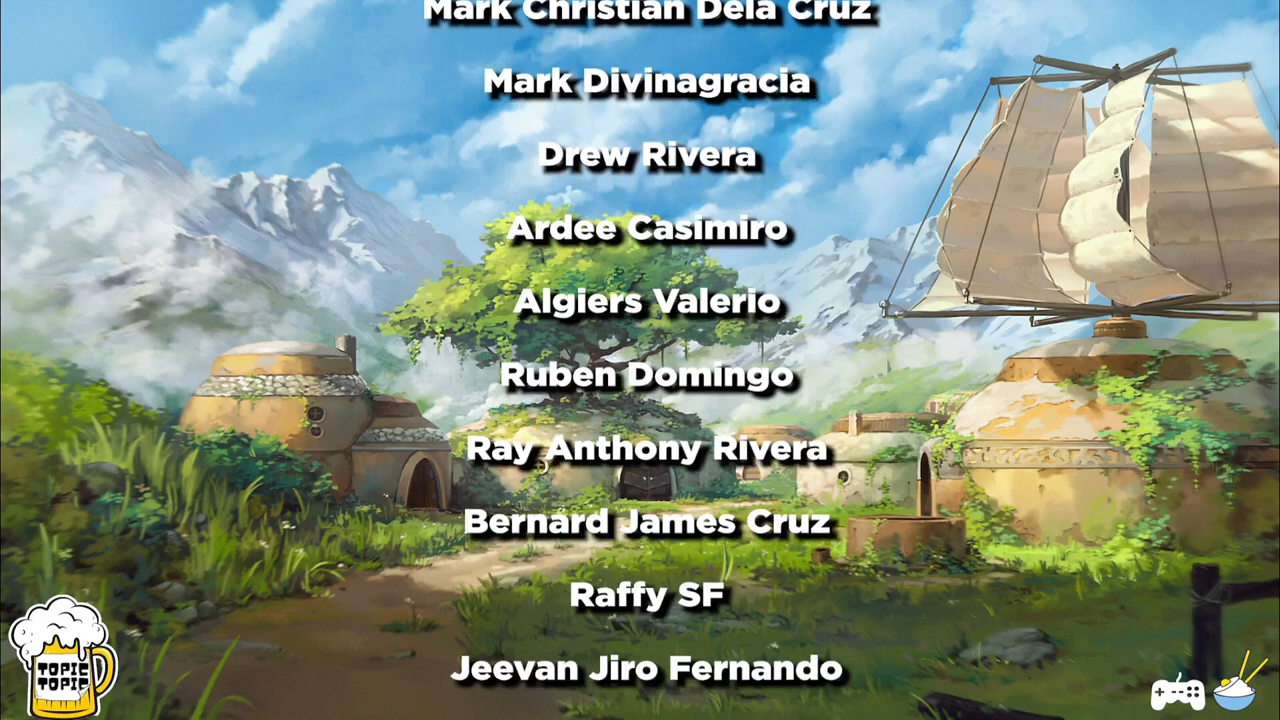 Mark Christian Dela Cruz
Mark Divinagracia
Drew Rivera
Ardee Casimiro
Algiers Valerio
Ruben Domingo
Ray Anthony Rivera
Bernard James Cruz
Raffy SF
Jeevan Jiro Fernando
TOPIC
TOPIC